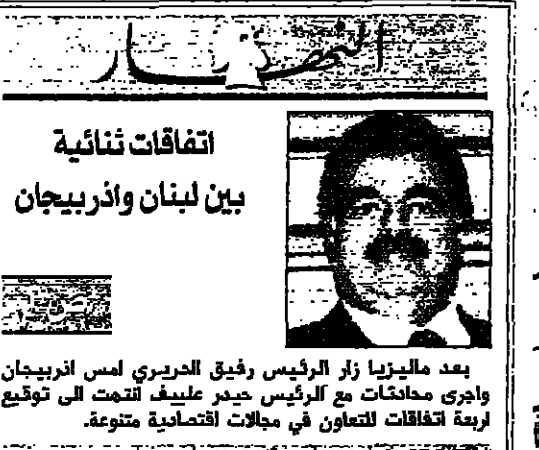 النهار
اتفاقات ثنائية
بين لبنان واذربيجان
بعد ماليزيا زار الرئيس رفيق الحريري امس اذربيجان
واجرى محادثات مع الرئيس حيدر علييف انتهت الى توقيع
اربعة اتفاقات للتعاون في مجالات اقتصادية متنوعة.